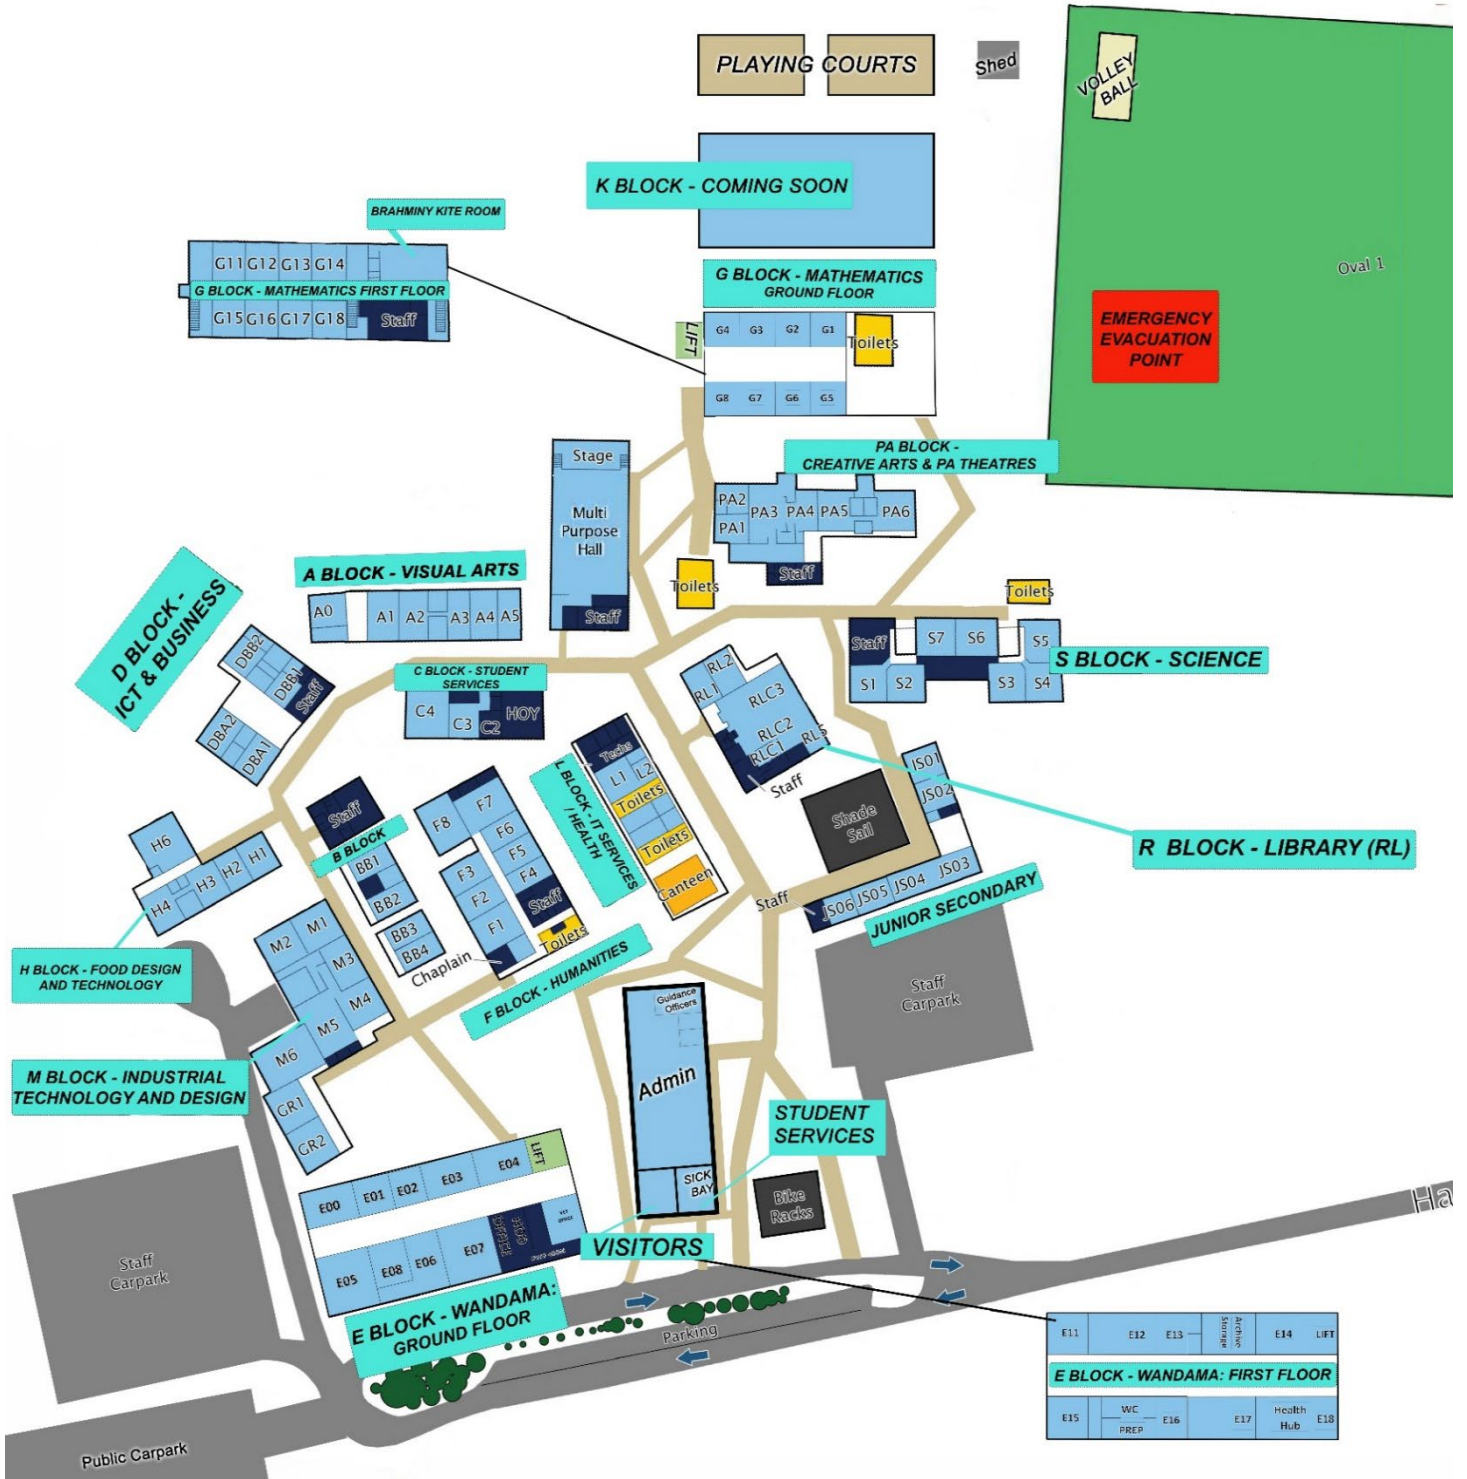 PLAYING COURTS
Shed
VOLLEY
BALL
K BLOCK - COMING SOON
Oval 1
EMERGENCY
EVACUATION
POINT
BRAHMINY KITE ROOM
G11 G12 G13 G14
G BLOCK - MATHEMATICS FIRST FLOOR
G15 G16 G17 G18 Staff
G BLOCK - MATHEMATICS
GROUND FLOOR
LIFT
G4 G3 G2 G1
Toilets
G8 G7 G6 G5
PA BLOCK -
CREATIVE ARTS & PA THEATRES
PA2
PA1
PA3 PA4 PA5 PA6
Staff
Toilets
Stage
Multi
Purpose
Hall
Staff
A BLOCK - VISUAL ARTS
A0 A1 A2 A3 A4 A5
D BLOCK -
ICT & BUSINESS
DBB2
DBB1
Staff
DBA2
DBA1
C BLOCK - STUDENT
SERVICES
C4 C3 C2 HOY
Toilets
Staff S7 S6 S5
S1 S2 S3 S4
S BLOCK - SCIENCE
RL2
RL1
RLC3
RLC2
RLC1
RL5
Staff
R BLOCK - LIBRARY (RL)
Shade
Sail
JS01
JS02
JS03
JS04
JS05
JS06
Staff
JUNIOR SECONDARY
Techs
L1 L2
Toilets
Toilets
Canteen
L BLOCK - IT SERVICES
/ HEALTH
Staff
B BLOCK
BB1
BB2
BB3
BB4
F8 F7
F6
F5
F4
F3
F2
F1
Staff
Toilets
Chaplain
F BLOCK - HUMANITIES
H6
H1
H2
H3
H4
H BLOCK - FOOD DESIGN
AND TECHNOLOGY
M2 M1
M3
M4
M5
M6
GR1
GR2
M BLOCK - INDUSTRIAL
TECHNOLOGY AND DESIGN
Guidance
Officers
Admin
SICK
BAY
STUDENT
SERVICES
VISITORS
Bike
Racks
Staff
Carpark
Staff
Carpark
Public Carpark
Parking
Ha
E00 E01 E02 E03 E04 LIFT
E05 E08 E06 E07
E BLOCK - WANDAMA:
GROUND FLOOR
E11 E12 E13 Archive
Storage E14 LIFT
E BLOCK - WANDAMA: FIRST FLOOR
E15 WC
PREP E16 E17 Health
Hub E18